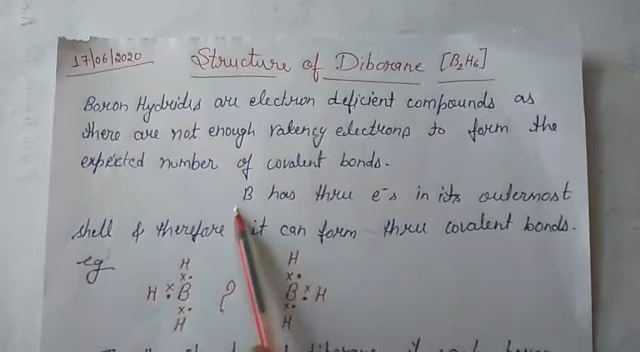 17/06/2020 Structure of Diborane [B₂H₆]
Boron Hydrides are electron deficient compounds as
there are not enough valency electrons to form the
expected number of covalent bonds.
B has three e⁻s in its outermost
shell & therefore it can form three covalent bonds.
eg
H H
H B ? B H
H H
diborane, it